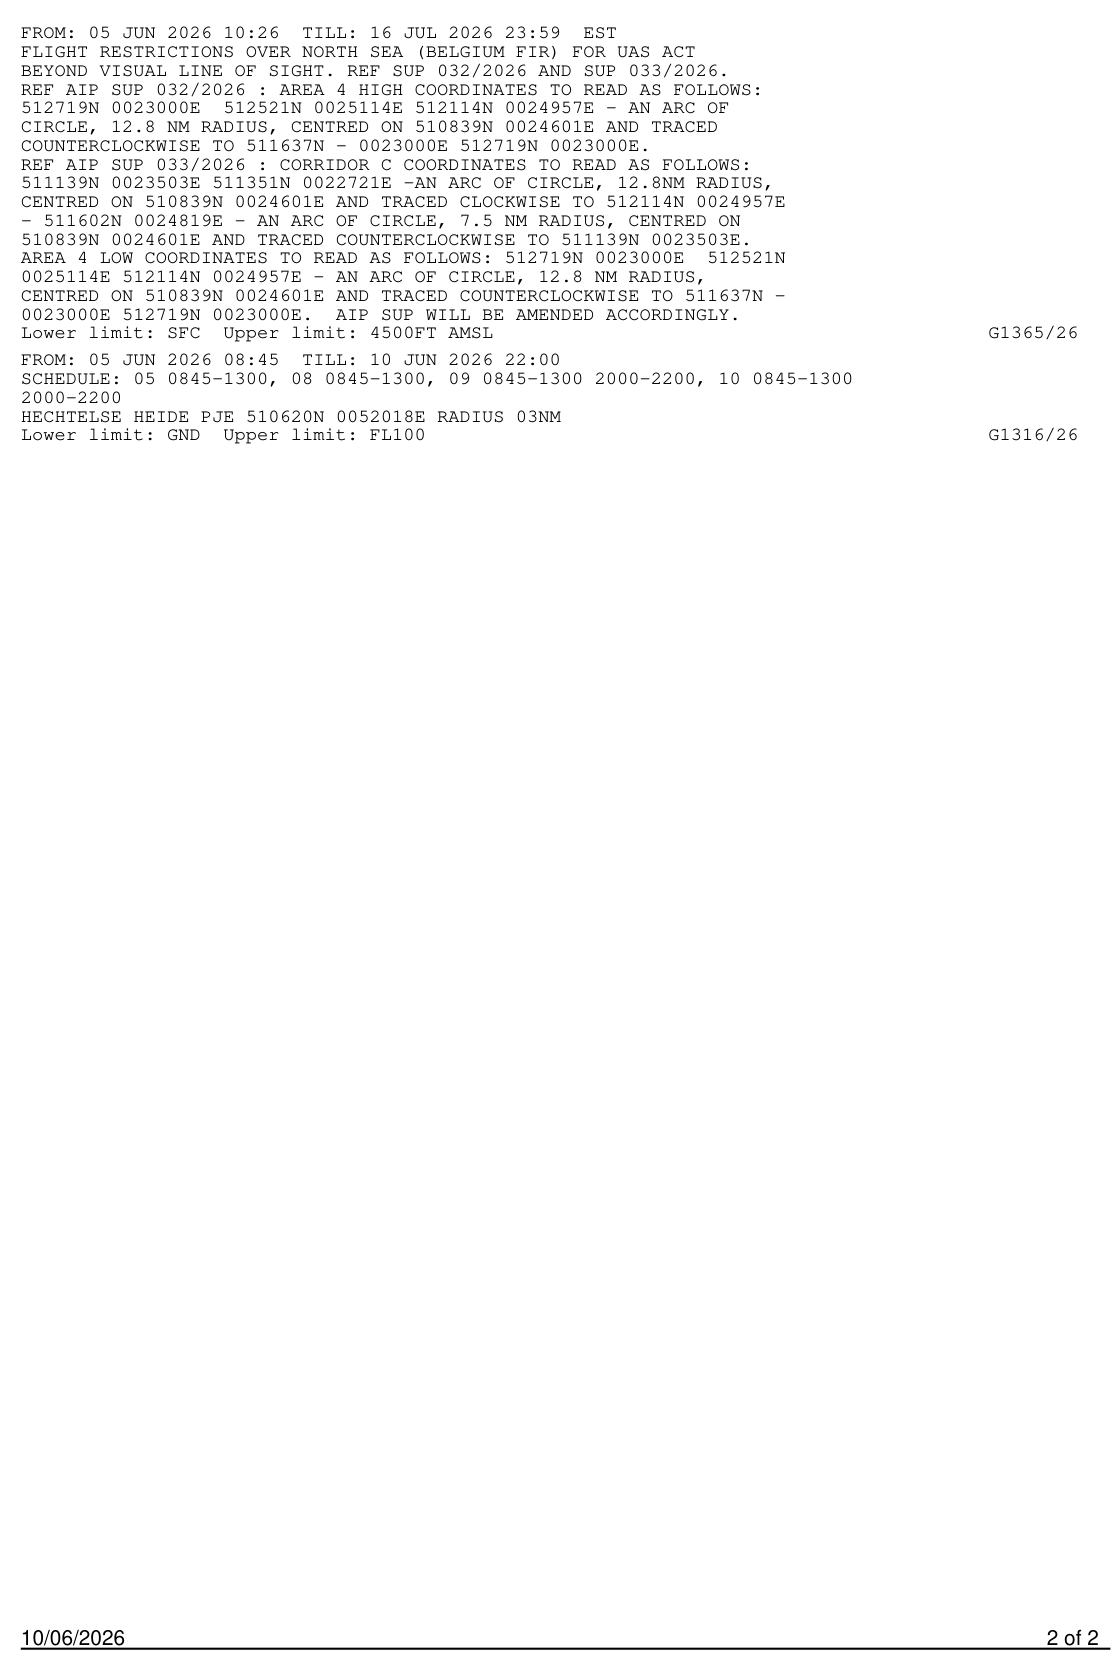 FROM: 05 JUN 2026 10:26  TILL: 16 JUL 2026 23:59  EST
FLIGHT RESTRICTIONS OVER NORTH SEA (BELGIUM FIR) FOR UAS ACT
BEYOND VISUAL LINE OF SIGHT. REF SUP 032/2026 AND SUP 033/2026.
REF AIP SUP 032/2026 : AREA 4 HIGH COORDINATES TO READ AS FOLLOWS:
512719N 0023000E  512521N 0025114E 512114N 0024957E - AN ARC OF
CIRCLE, 12.8 NM RADIUS, CENTRED ON 510839N 0024601E AND TRACED
COUNTERCLOCKWISE TO 511637N - 0023000E 512719N 0023000E.
REF AIP SUP 033/2026 : CORRIDOR C COORDINATES TO READ AS FOLLOWS:
511139N 0023503E 511351N 0022721E -AN ARC OF CIRCLE, 12.8NM RADIUS,
CENTRED ON 510839N 0024601E AND TRACED CLOCKWISE TO 512114N 0024957E
- 511602N 0024819E - AN ARC OF CIRCLE, 7.5 NM RADIUS, CENTRED ON
510839N 0024601E AND TRACED COUNTERCLOCKWISE TO 511139N 0023503E.
AREA 4 LOW COORDINATES TO READ AS FOLLOWS: 512719N 0023000E  512521N
0025114E 512114N 0024957E - AN ARC OF CIRCLE, 12.8 NM RADIUS,
CENTRED ON 510839N 0024601E AND TRACED COUNTERCLOCKWISE TO 511637N -
0023000E 512719N 0023000E.  AIP SUP WILL BE AMENDED ACCORDINGLY.
Lower limit: SFC  Upper limit: 4500FT AMSL G1365/26
FROM: 05 JUN 2026 08:45  TILL: 10 JUN 2026 22:00
SCHEDULE: 05 0845-1300, 08 0845-1300, 09 0845-1300 2000-2200, 10 0845-1300
2000-2200
HECHTELSE HEIDE PJE 510620N 0052018E RADIUS 03NM
Lower limit: GND  Upper limit: FL100 G1316/26
10/06/2026 2 of 2